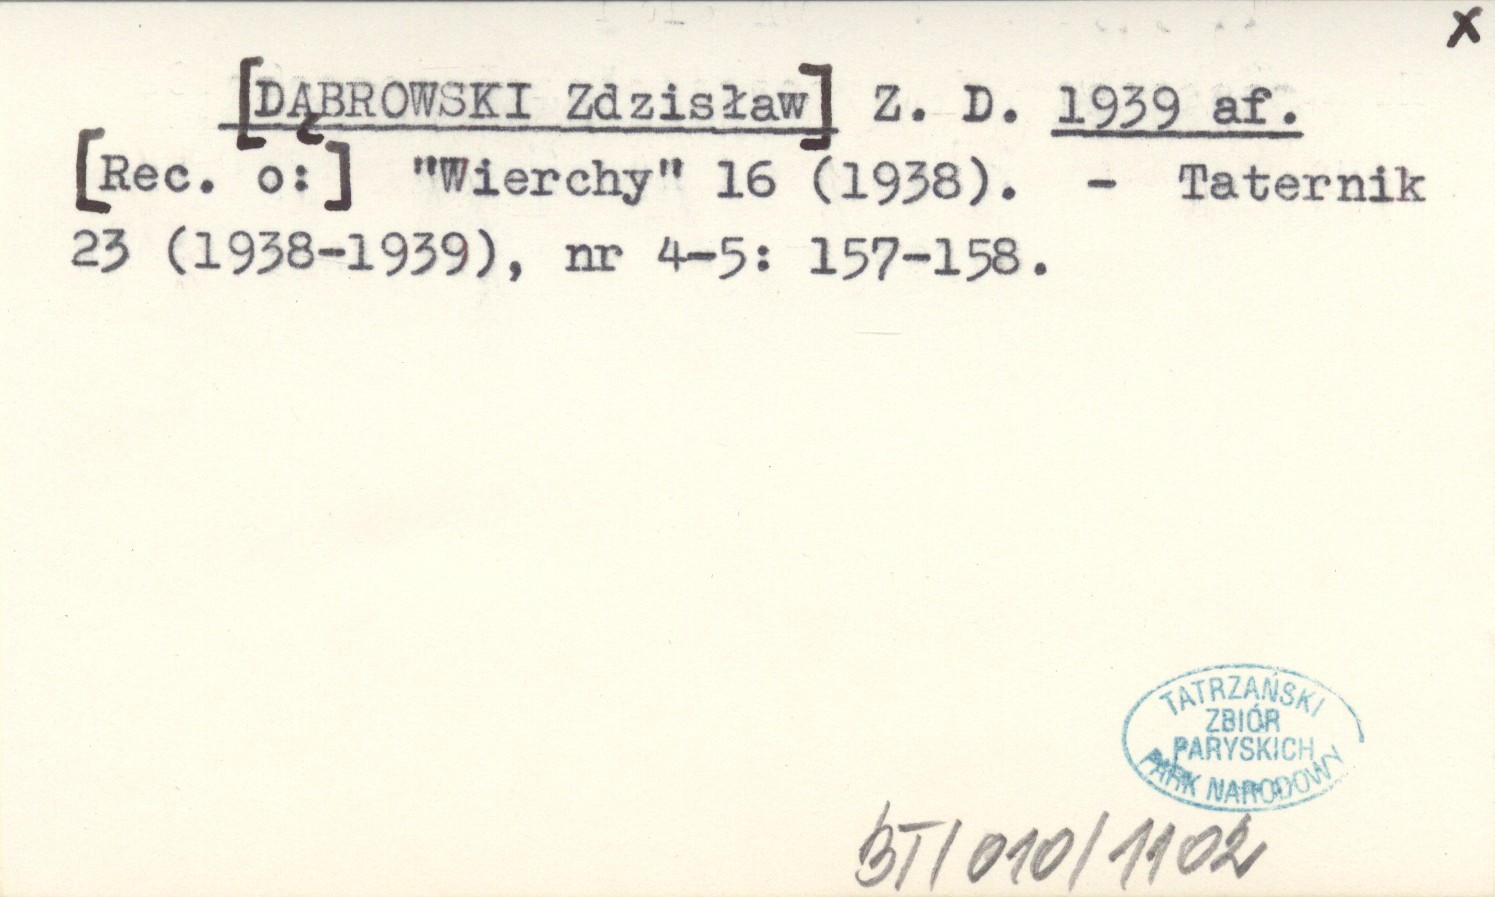 x
[DĄBROWSKI Zdzisław] Z. D. 1939 af.
[Rec. o:] "Wierchy" 16 (1938). - Taternik
23 (1938-1939), nr 4-5: 157-158.
TATRZAŃSKI
ZBIÓR
PARYSKICH
PARK NARODOWY
BT/010/1102